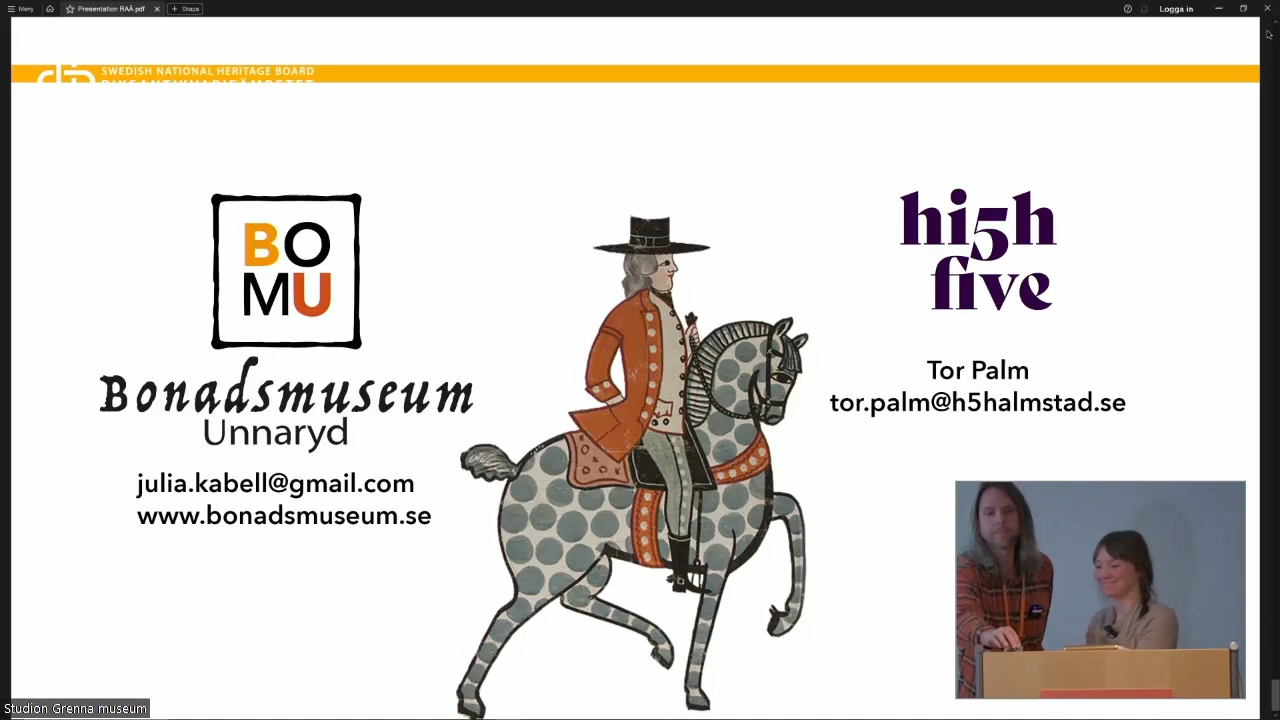 Meny
Presentation RAÄ.pdf
Skapa
Logga in
SWEDISH NATIONAL HERITAGE BOARD
RIKSANTIKVARIEÄMBETET
BO
MU
Bonadsmuseum
Unnaryd
julia.kabell@gmail.com
www.bonadsmuseum.se
hi5h
five
Tor Palm
tor.palm@h5halmstad.se
Studion Grenna museum